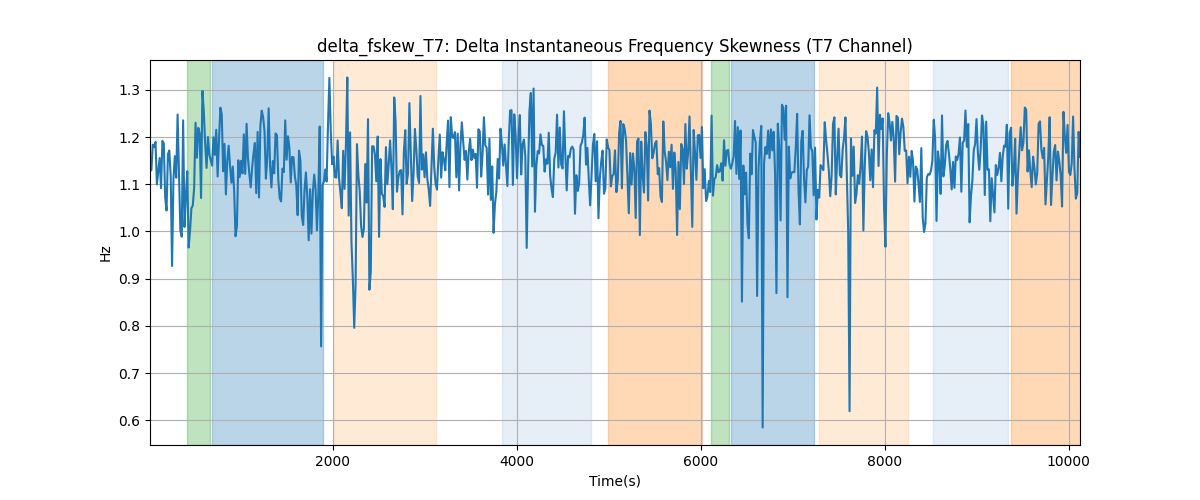 delta_fskew_T7: Delta Instantaneous Frequency Skewness (T7 Channel)
1.3
1.2
1.1
1.0
0.9
0.8
0.7
0.6
Hz
2000 4000 6000 8000 10000
Time(s)